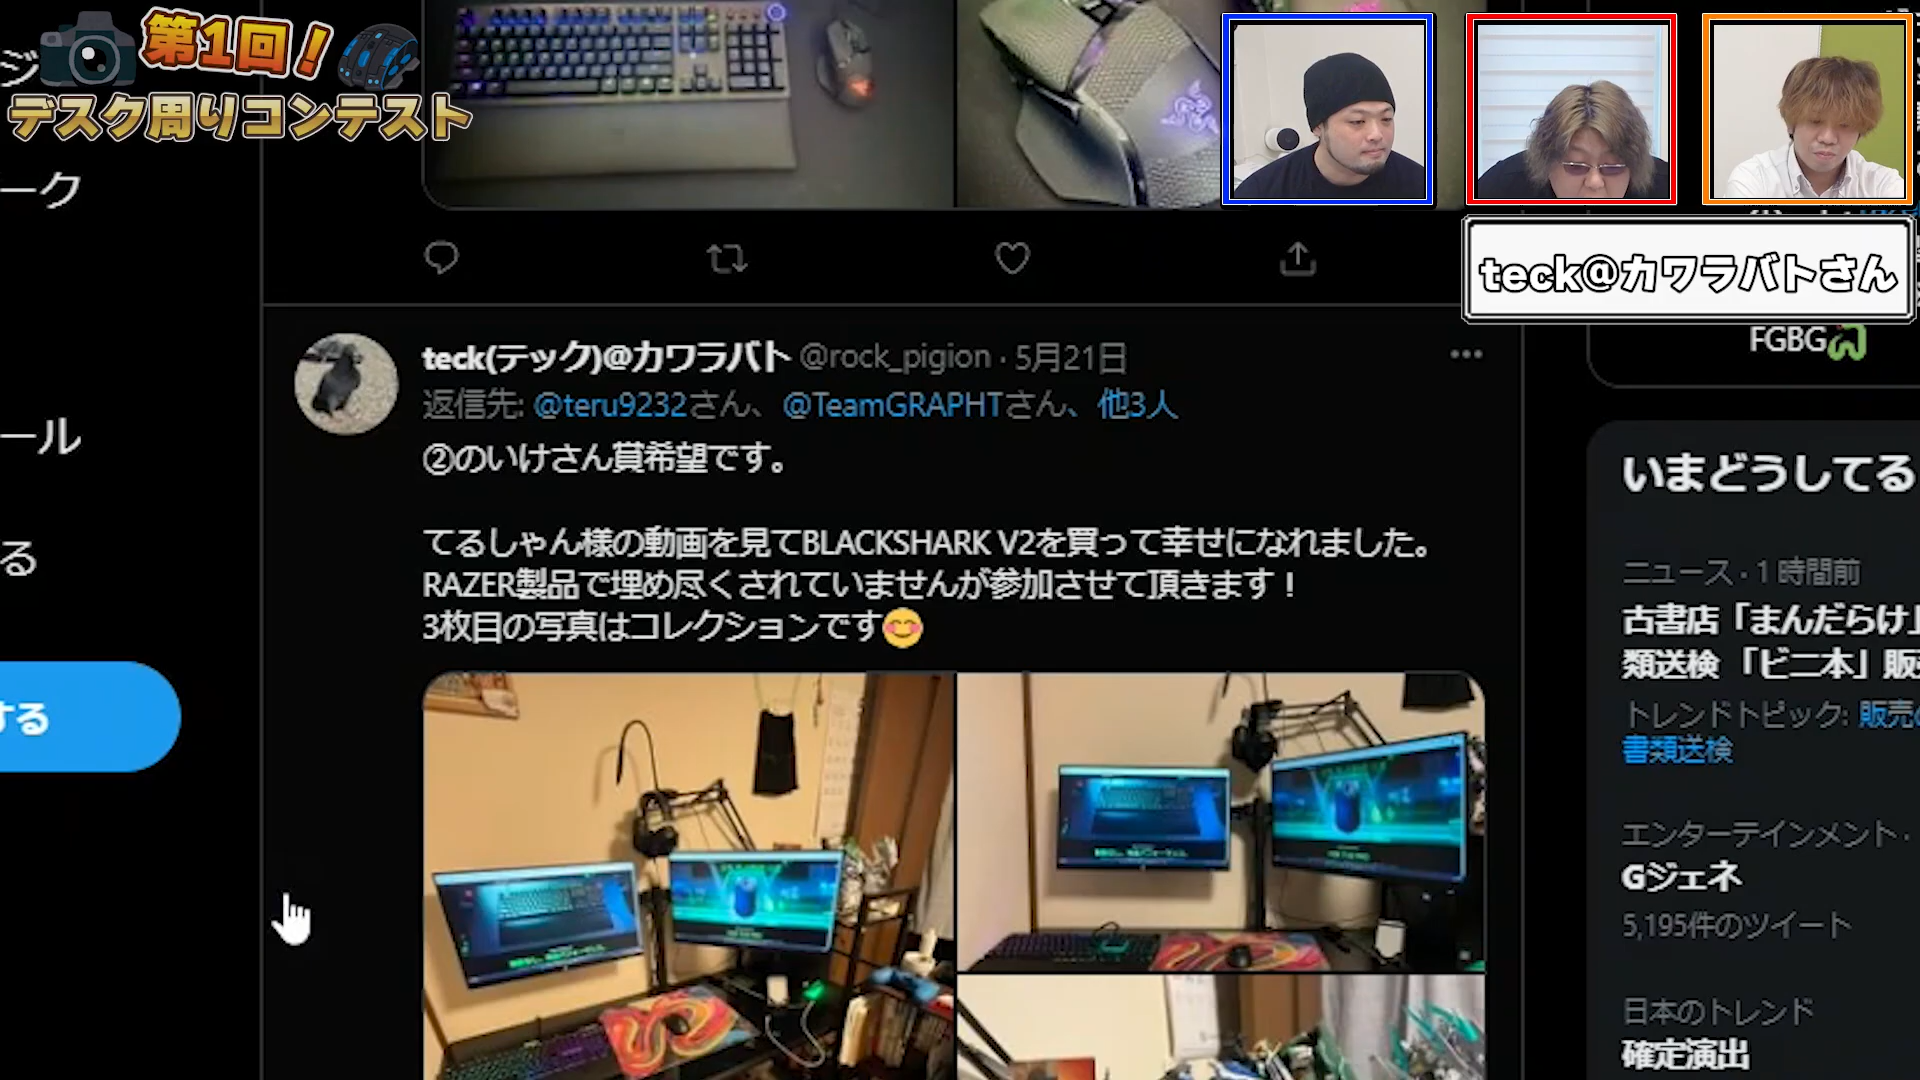 第1回！
デスク周りコンテスト
ーク
ール
る
する
teck@カワラバトさん
FGBG
teck(テック)@カワラバト @rock_pigion · 5月21日
返信先: @teru9232さん、@TeamGRAPHTさん、他3人
②のいけさん賞希望です。
てるしゃん様の動画を見てBLACKSHARK V2を買って幸せになれました。
RAZER製品で埋め尽くされていませんが参加させて頂きます！
3枚目の写真はコレクションです😊
いまどうしてる
ニュース · 1 時間前
古書店「まんだらけ」
類送検 「ビニ本」販
トレンドトピック: 販売
書類送検
エンターテインメント ·
Gジェネ
5,195件のツイート
日本のトレンド
確定演出